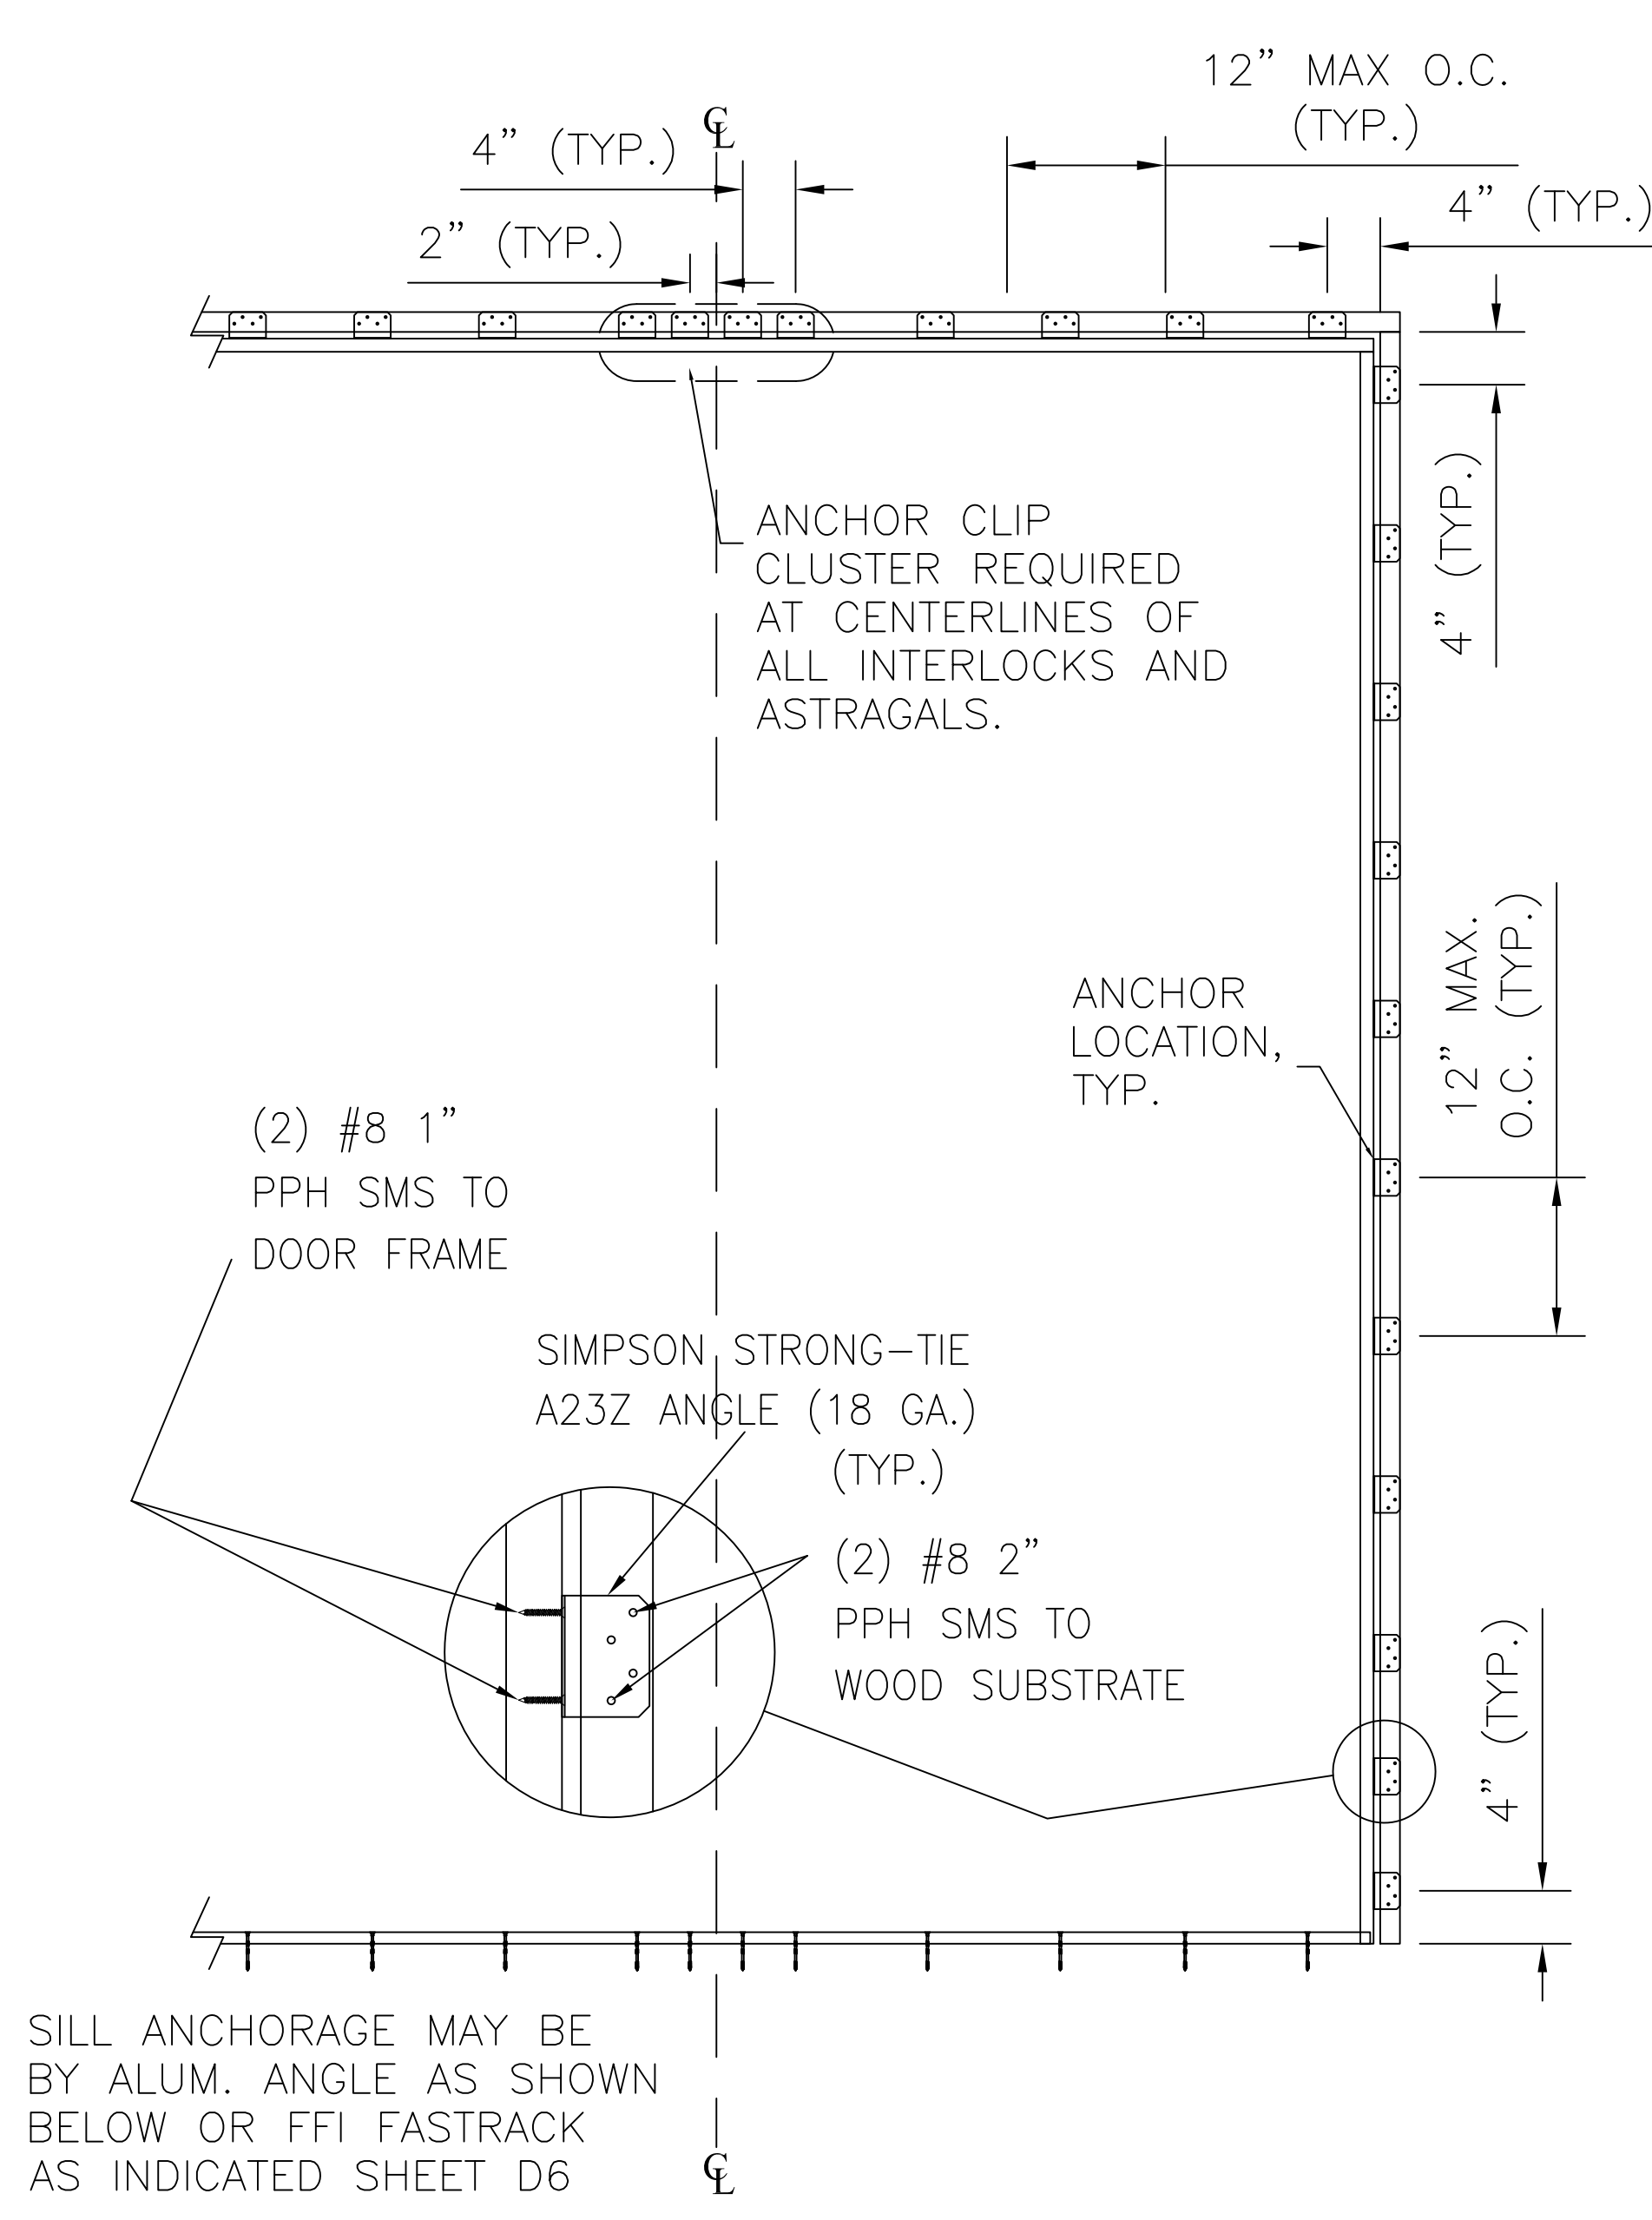 12” MAX O.C.
(TYP.)
℄
4” (TYP.)
4” (TYP.)
2” (TYP.)
4” (TYP.)
ANCHOR CLIP
CLUSTER REQUIRED
AT CENTERLINES OF
ALL INTERLOCKS AND
ASTRAGALS.
12” MAX.
O.C. (TYP.)
ANCHOR
LOCATION,
TYP.
(2) #8 1”
PPH SMS TO
DOOR FRAME
SIMPSON STRONG-TIE
A23Z ANGLE (18 GA.)
(TYP.)
(2) #8 2”
PPH SMS TO
WOOD SUBSTRATE
4” (TYP.)
SILL ANCHORAGE MAY BE
BY ALUM. ANGLE AS SHOWN
BELOW OR FFI FASTRACK
AS INDICATED SHEET D6
℄